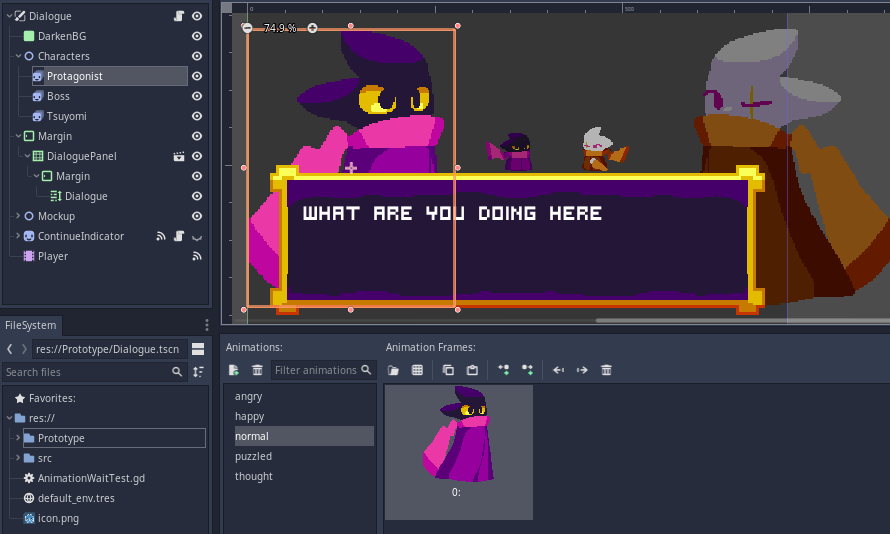 Dialogue
DarkenBG
Characters
Protagonist
Boss
Tsuyomi
Margin
DialoguePanel
Margin
Dialogue
Mockup
ContinueIndicator
Player
0
500
74.9 %
WHAT ARE YOU DOING HERE
FileSystem
res://Prototype/Dialogue.tscn
Search files
Favorites:
res://
Prototype
src
AnimationWaitTest.gd
default_env.tres
icon.png
Animations:
Filter animations
angry
happy
normal
puzzled
thought
Animation Frames:
0: